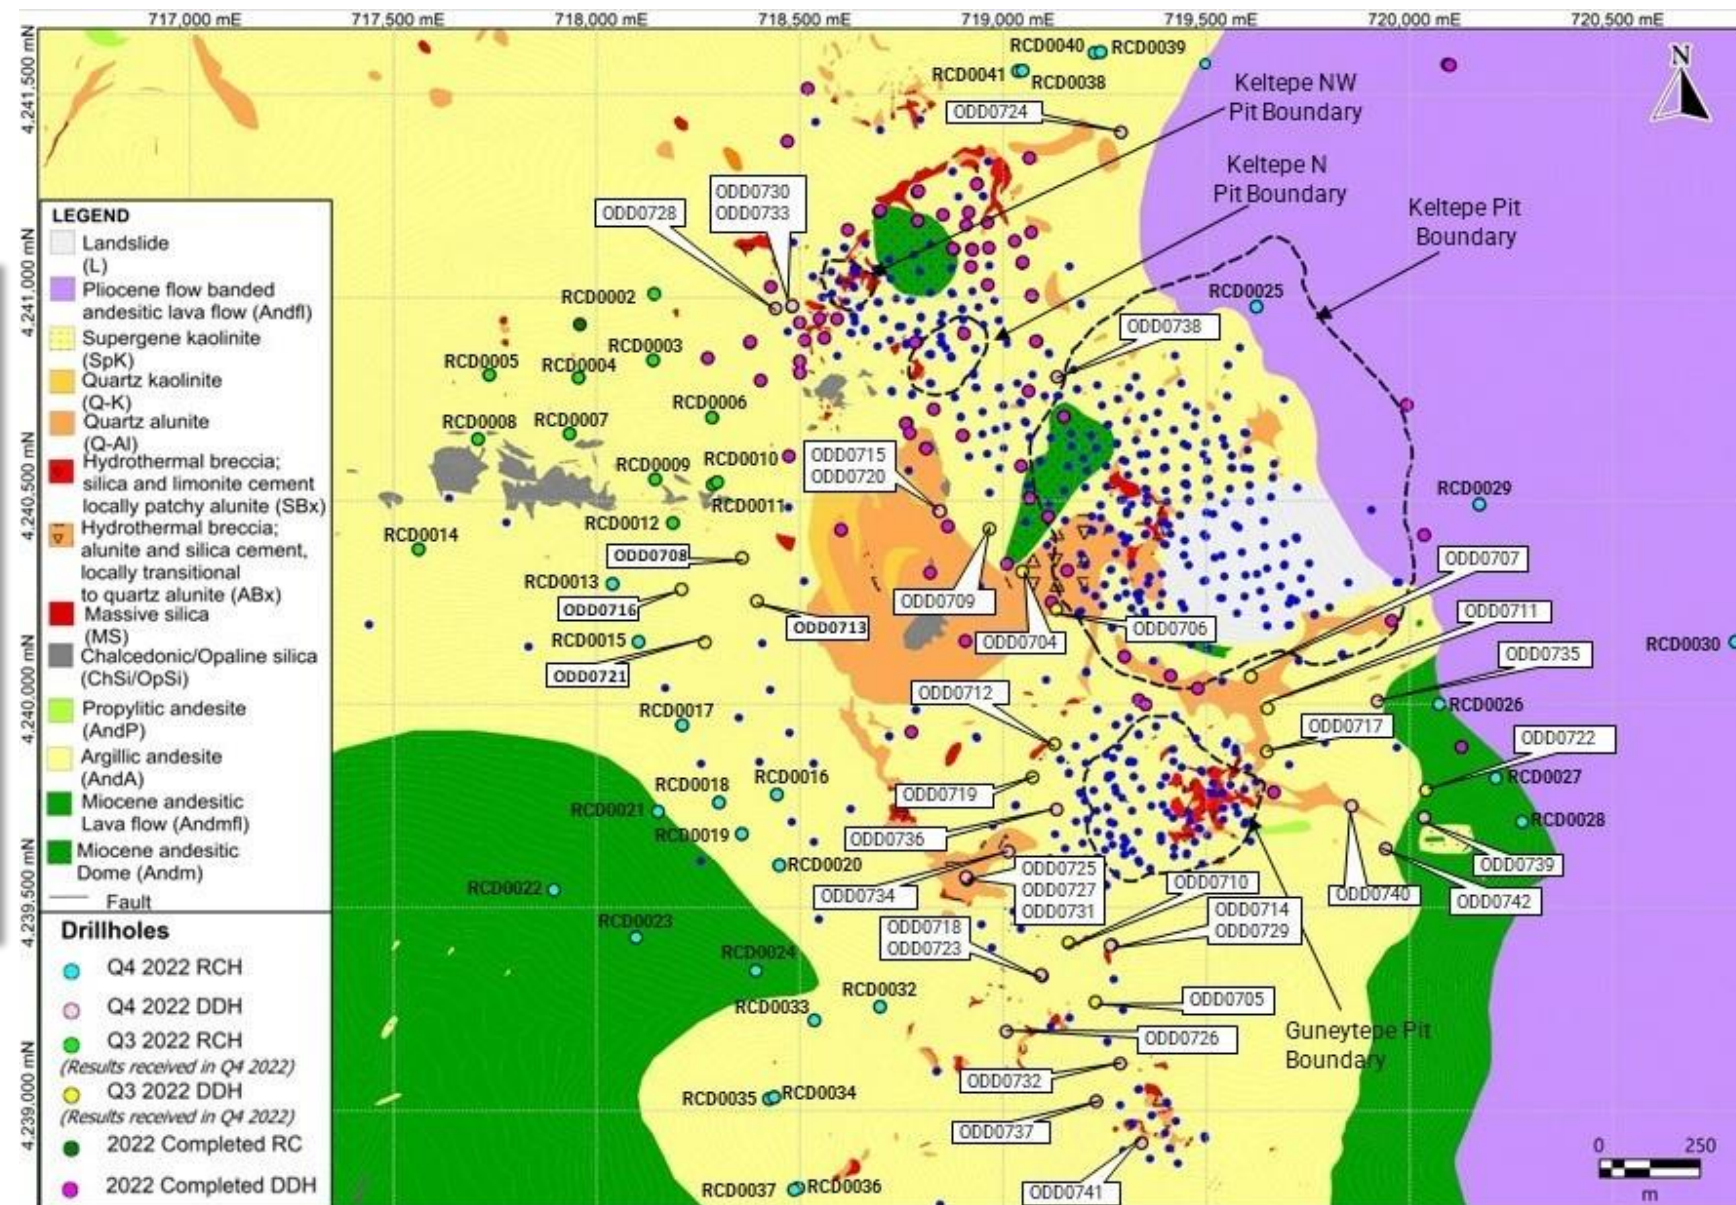 717,000 mE
717,500 mE
718,000 mE
718,500 mE
719,000 mE
719,500 mE
720,000 mE
720,500 mE
4,241,500 mN
4,241,000 mN
4,240,500 mN
4,240,000 mN
4,239,500 mN
4,239,000 mN
N
RCD0040
RCD0039
RCD0041
RCD0038
ODD0724
Keltepe NW
Pit Boundary
Keltepe N
Pit Boundary
Keltepe Pit
Boundary
ODD0730
ODD0733
ODD0728
RCD0002
RCD0025
ODD0738
RCD0003
RCD0005
RCD0004
RCD0006
RCD0008
RCD0007
RCD0009
RCD0010
ODD0715
ODD0720
RCD0029
RCD0011
RCD0012
RCD0014
ODD0708
ODD0707
RCD0013
ODD0716
ODD0709
ODD0711
ODD0713
ODD0706
RCD0015
ODD0704
RCD0030
ODD0735
ODD0721
ODD0712
RCD0026
RCD0017
ODD0717
ODD0722
RCD0016
RCD0018
RCD0027
ODD0719
RCD0021
RCD0028
RCD0019
ODD0736
RCD0020
ODD0725
ODD0727
ODD0731
ODD0739
RCD0022
ODD0734
ODD0710
ODD0740
ODD0742
ODD0714
ODD0729
RCD0023
ODD0718
ODD0723
RCD0024
RCD0032
RCD0033
ODD0705
ODD0726
Guneytepe Pit
Boundary
ODD0732
RCD0035
RCD0034
ODD0737
RCD0037
RCD0036
ODD0741
0
250
m
LEGEND
Landslide
(L)
Pliocene flow banded
andesitic lava flow (Andfl)
Supergene kaolinite
(SpK)
Quartz kaolinite
(Q-K)
Quartz alunite
(Q-Al)
Hydrothermal breccia;
silica and limonite cement
locally patchy alunite (SBx)
Hydrothermal breccia;
alunite and silica cement,
locally transitional
to quartz alunite (ABx)
Massive silica
(MS)
Chalcedonic/Opaline silica
(ChSi/OpSi)
Propylitic andesite
(AndP)
Argillic andesite
(AndA)
Miocene andesitic
Lava flow (Andmfl)
Miocene andesitic
Dome (Andm)
Fault
Drillholes
Q4 2022 RCH
Q4 2022 DDH
Q3 2022 RCH
(Results received in Q4 2022)
Q3 2022 DDH
(Results received in Q4 2022)
2022 Completed RC
2022 Completed DDH